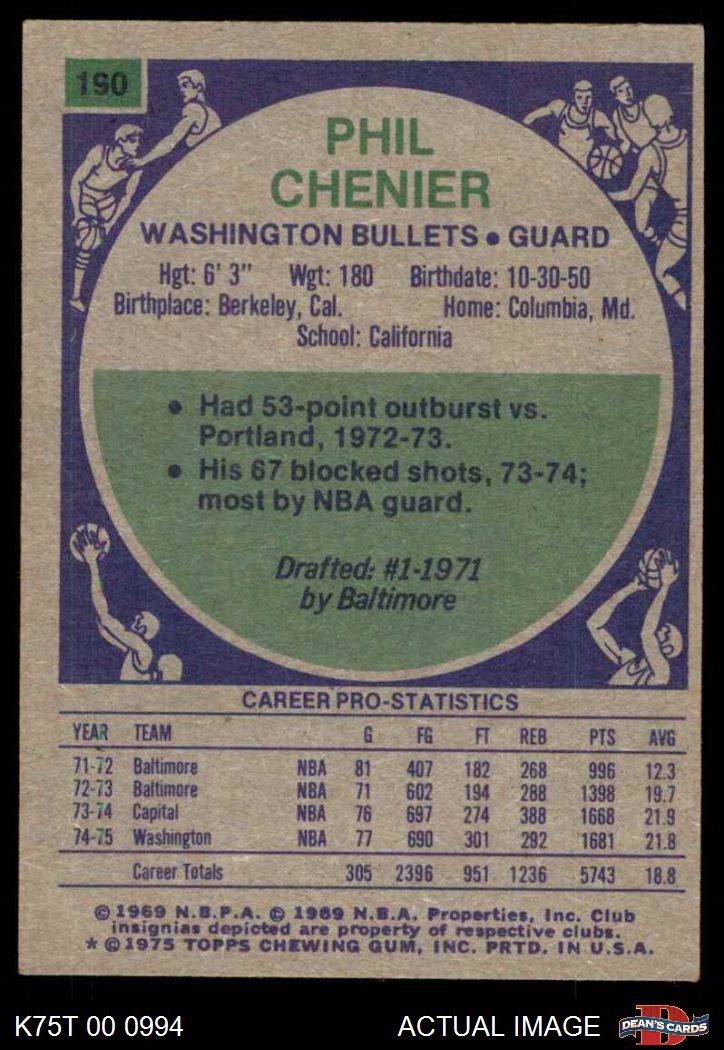 190
PHIL
CHENIER
WASHINGTON BULLETS • GUARD
Hgt: 6' 3" Wgt: 180 Birthdate: 10-30-50
Birthplace: Berkeley, Cal. Home: Columbia, Md.
School: California
• Had 53-point outburst vs.
Portland, 1972-73.
• His 67 blocked shots, 73-74;
most by NBA guard.
Drafted: #1-1971
by Baltimore
CAREER PRO-STATISTICS
YEAR TEAM G FG FT REB PTS AVG
71-72 Baltimore NBA 81 407 182 268 996 12.3
72-73 Baltimore NBA 71 602 194 288 1398 19.7
73-74 Capital NBA 76 697 274 388 1668 21.9
74-75 Washington NBA 77 690 301 292 1681 21.8
Career Totals 305 2396 951 1236 5743 18.8
© 1969 N.B.P.A. © 1969 N.B.A. Properties, Inc. Club
insignias depicted are property of respective clubs.
* © 1975 TOPPS CHEWING GUM, INC. PRTD. IN U.S.A.
K75T 00 0994 ACTUAL IMAGE
D
DEAN'S CARDS